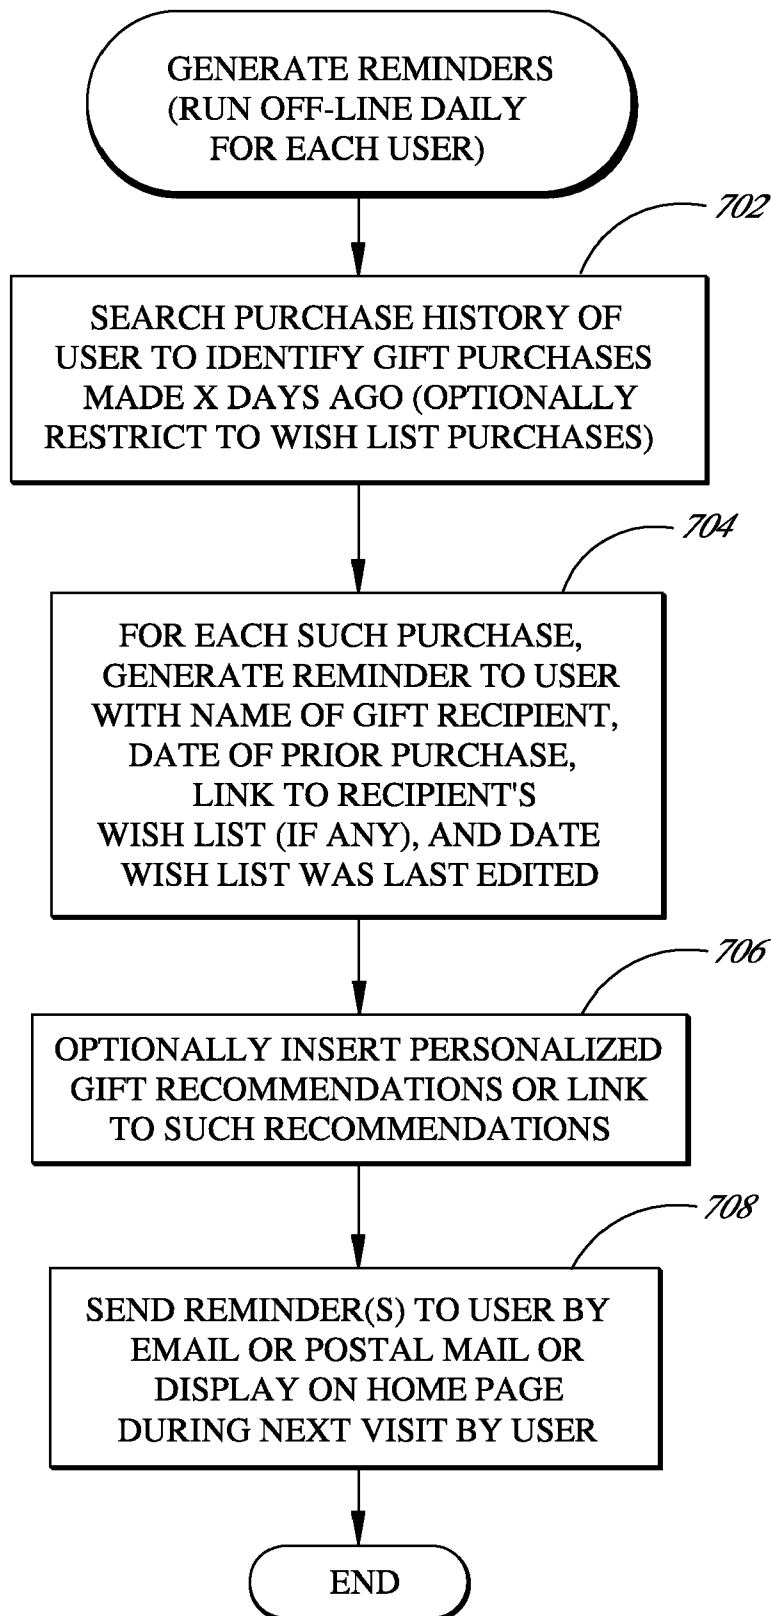 GENERATE REMINDERS
(RUN OFF-LINE DAILY
FOR EACH USER)
702
SEARCH PURCHASE HISTORY OF
USER TO IDENTIFY GIFT PURCHASES
MADE X DAYS AGO (OPTIONALLY
RESTRICT TO WISH LIST PURCHASES)
704
FOR EACH SUCH PURCHASE,
GENERATE REMINDER TO USER
WITH NAME OF GIFT RECIPIENT,
DATE OF PRIOR PURCHASE,
LINK TO RECIPIENT'S
WISH LIST (IF ANY), AND DATE
WISH LIST WAS LAST EDITED
706
OPTIONALLY INSERT PERSONALIZED
GIFT RECOMMENDATIONS OR LINK
TO SUCH RECOMMENDATIONS
708
SEND REMINDER(S) TO USER BY
EMAIL OR POSTAL MAIL OR
DISPLAY ON HOME PAGE
DURING NEXT VISIT BY USER
END